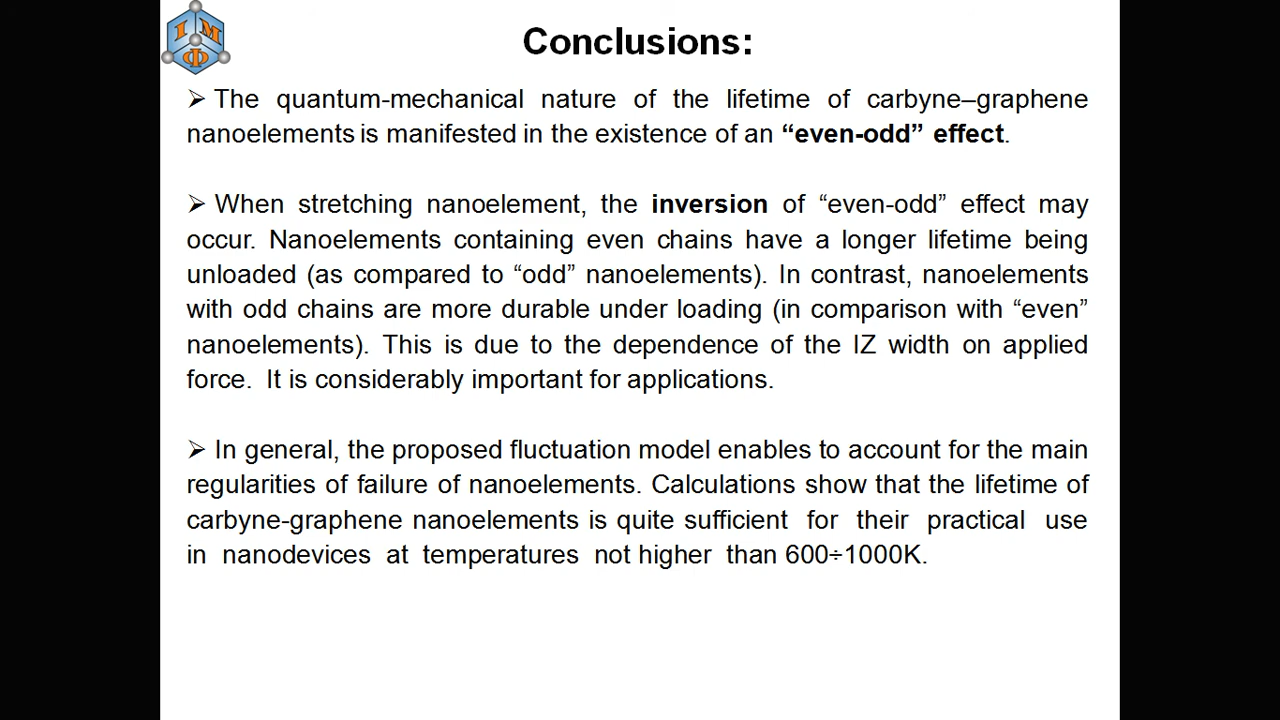 І М
Ф
Conclusions:
➢ The quantum-mechanical nature of the lifetime of carbyne–graphene
nanoelements is manifested in the existence of an “even-odd” effect.
➢ When stretching nanoelement, the inversion of “even-odd” effect may
occur. Nanoelements containing even chains have a longer lifetime being
unloaded (as compared to “odd” nanoelements). In contrast, nanoelements
with odd chains are more durable under loading (in comparison with “even”
nanoelements). This is due to the dependence of the IZ width on applied
force. It is considerably important for applications.
➢ In general, the proposed fluctuation model enables to account for the main
regularities of failure of nanoelements. Calculations show that the lifetime of
carbyne-graphene nanoelements is quite sufficient for their practical use
in nanodevices at temperatures not higher than 600÷1000K.